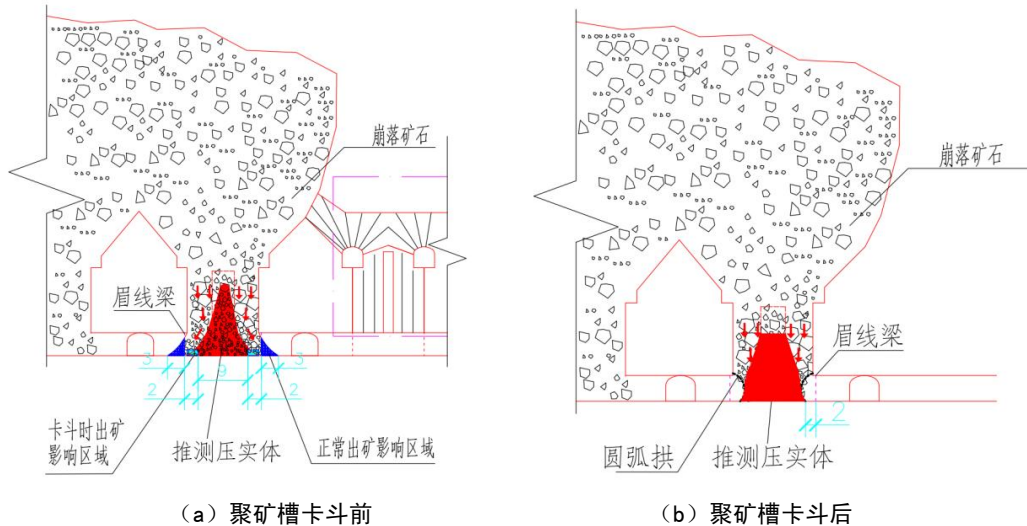 崩落矿石
眉线梁
3
9
3
2
2
卡斗时出矿
影响区域
推测压实体
正常出矿影响区域
(a)聚矿槽卡斗前
崩落矿石
眉线梁
2
圆弧拱
推测压实体
(b)聚矿槽卡斗后